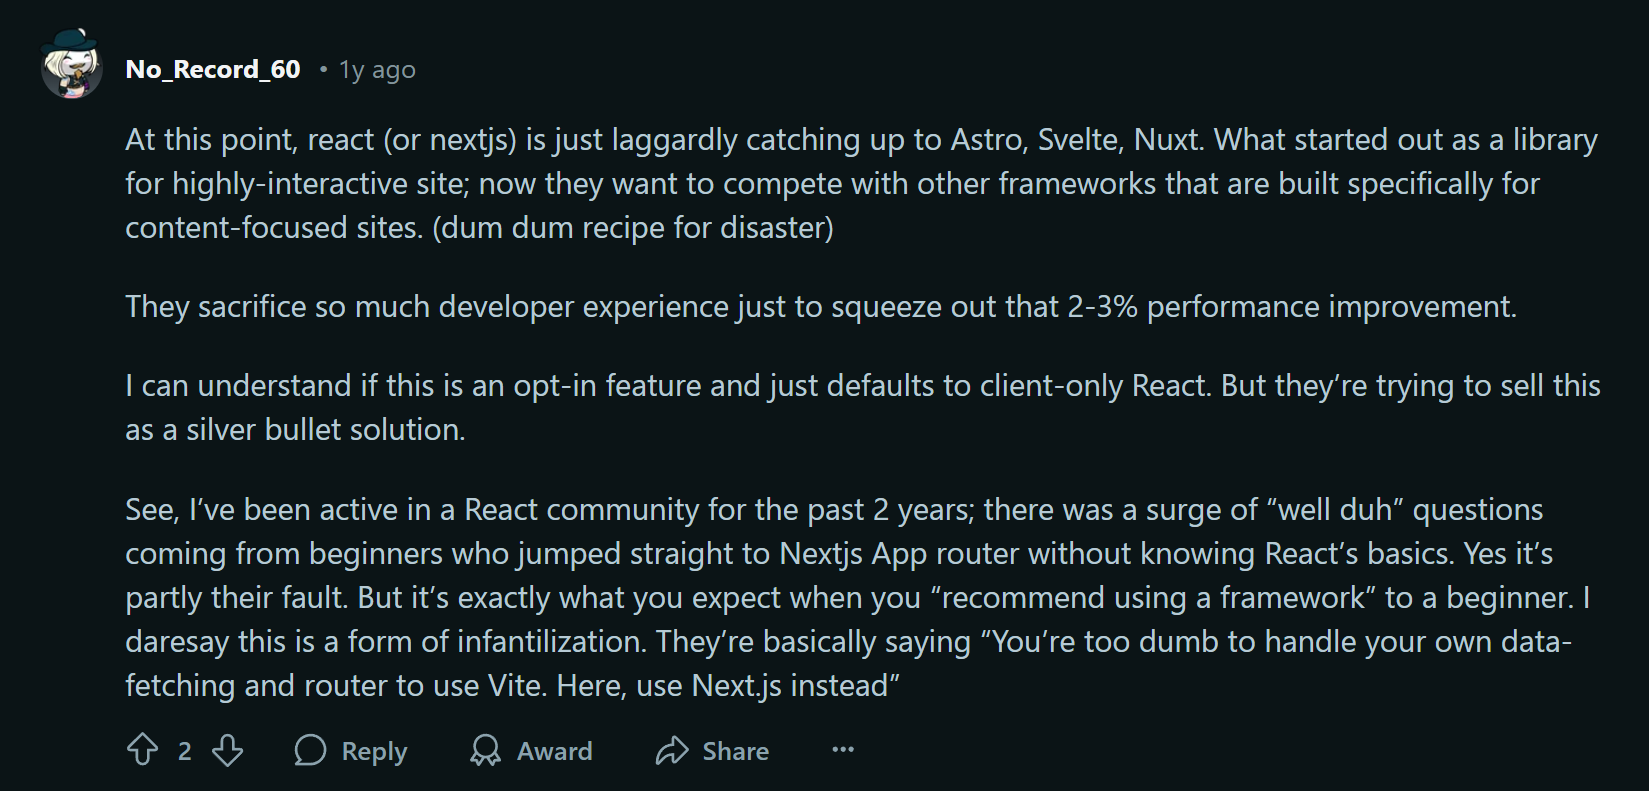 No_Record_60 • 1y ago
At this point, react (or nextjs) is just laggardly catching up to Astro, Svelte, Nuxt. What started out as a library
for highly-interactive site; now they want to compete with other frameworks that are built specifically for
content-focused sites. (dum dum recipe for disaster)
They sacrifice so much developer experience just to squeeze out that 2-3% performance improvement.
I can understand if this is an opt-in feature and just defaults to client-only React. But they’re trying to sell this
as a silver bullet solution.
See, I’ve been active in a React community for the past 2 years; there was a surge of “well duh” questions
coming from beginners who jumped straight to Nextjs App router without knowing React’s basics. Yes it’s
partly their fault. But it’s exactly what you expect when you “recommend using a framework” to a beginner. I
daresay this is a form of infantilization. They’re basically saying “You’re too dumb to handle your own data-
fetching and router to use Vite. Here, use Next.js instead”
2 Reply Award Share ···